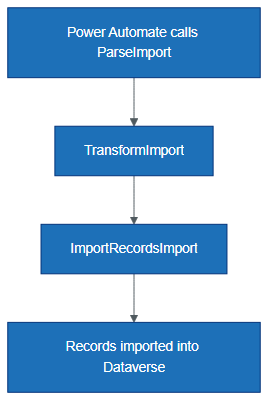 Power Automate calls
ParseImport
TransformImport
ImportRecordsImport
Records imported into
Dataverse